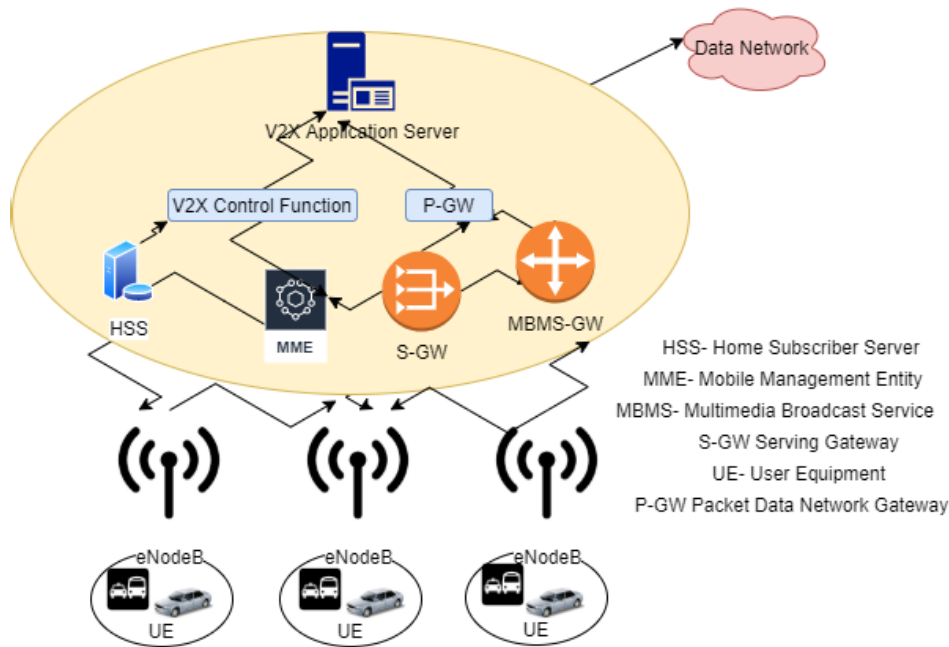 Data Network
V2X Application Server
V2X Control Function
P-GW
HSS
MME
S-GW
MBMS-GW
HSS- Home Subscriber Server
MME- Mobile Management Entity
MBMS- Multimedia Broadcast Service
S-GW Serving Gateway
UE- User Equipment
P-GW Packet Data Network Gateway
eNodeB
eNodeB
eNodeB
UE
UE
UE